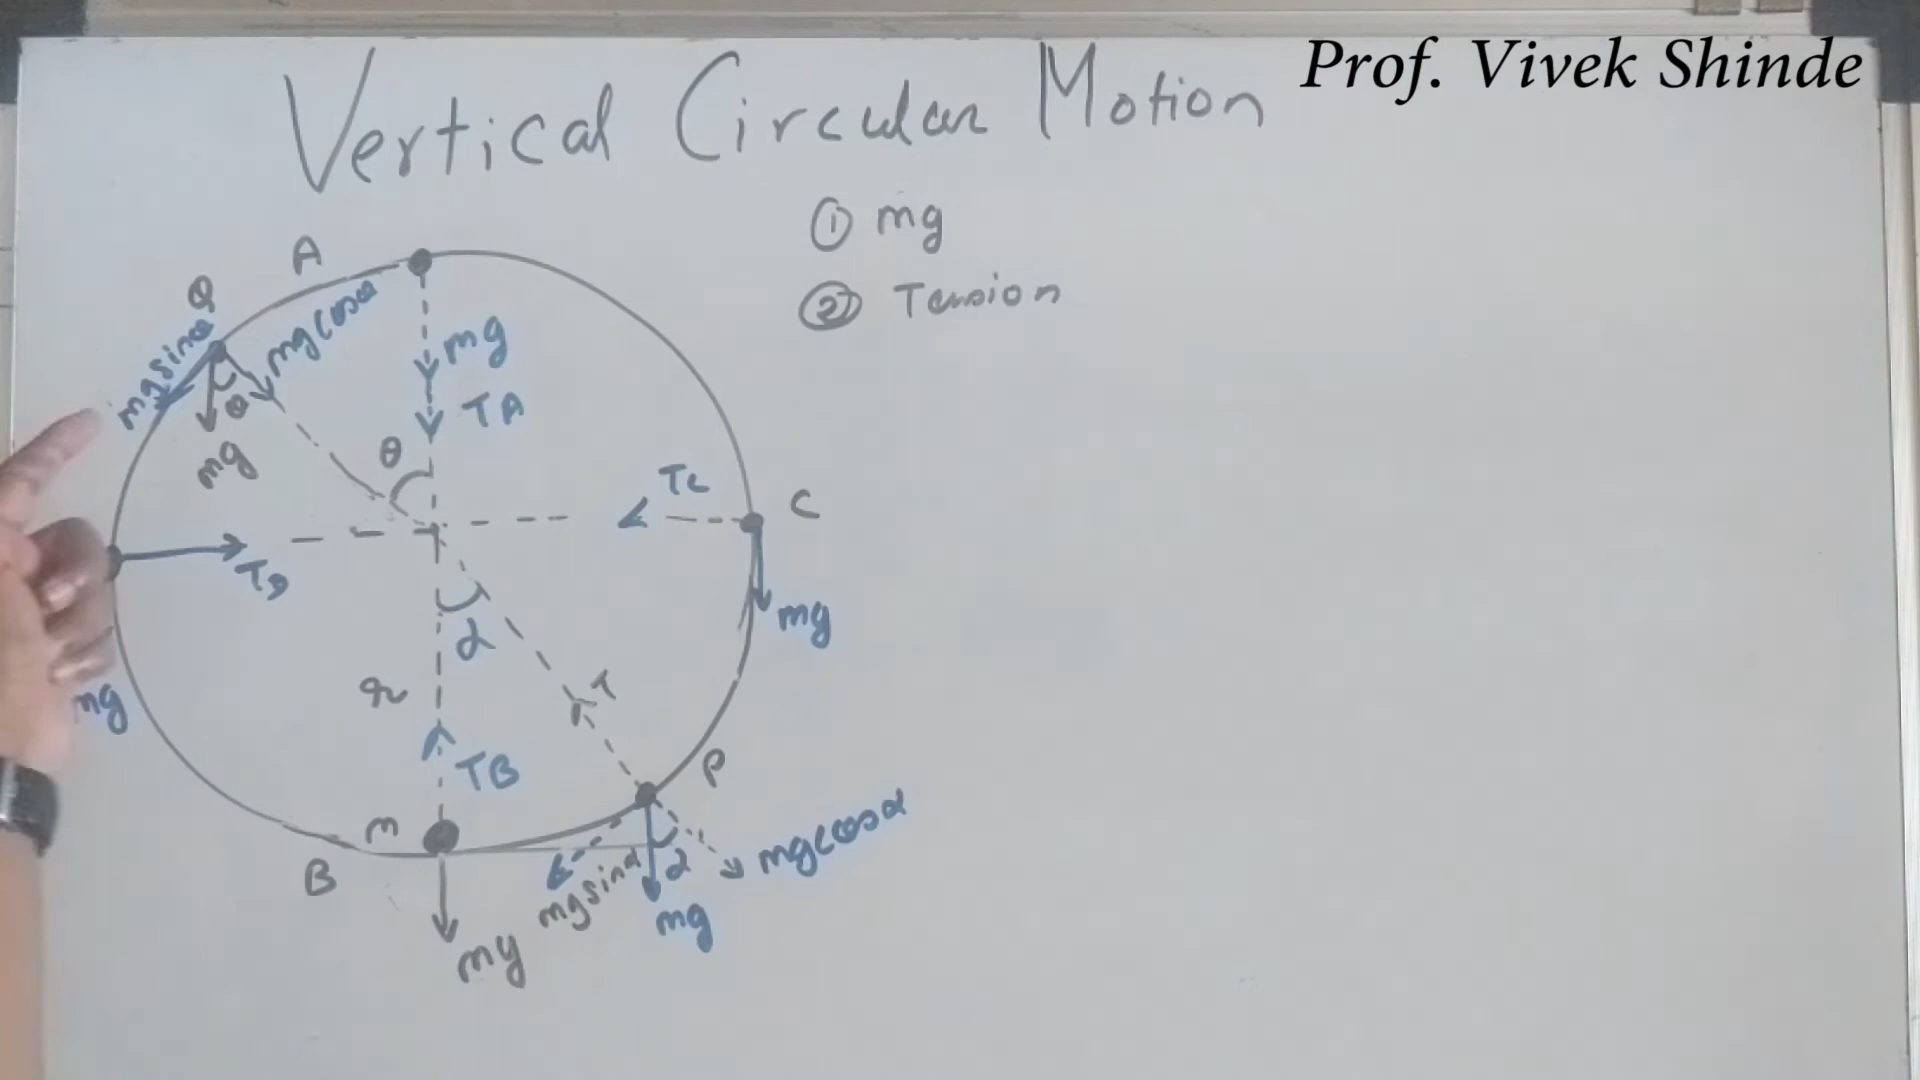 Prof. Vivek Shinde
Vertical Circular Motion
① mg
② Tension
A
Q
mgsinθ
mgcosθ
θ
mg
mg
TA
θ
TC
C
mg
TD
mg
α
r
T
TB
P
m
B
mg
mgsinα
α
mg
mgcosα